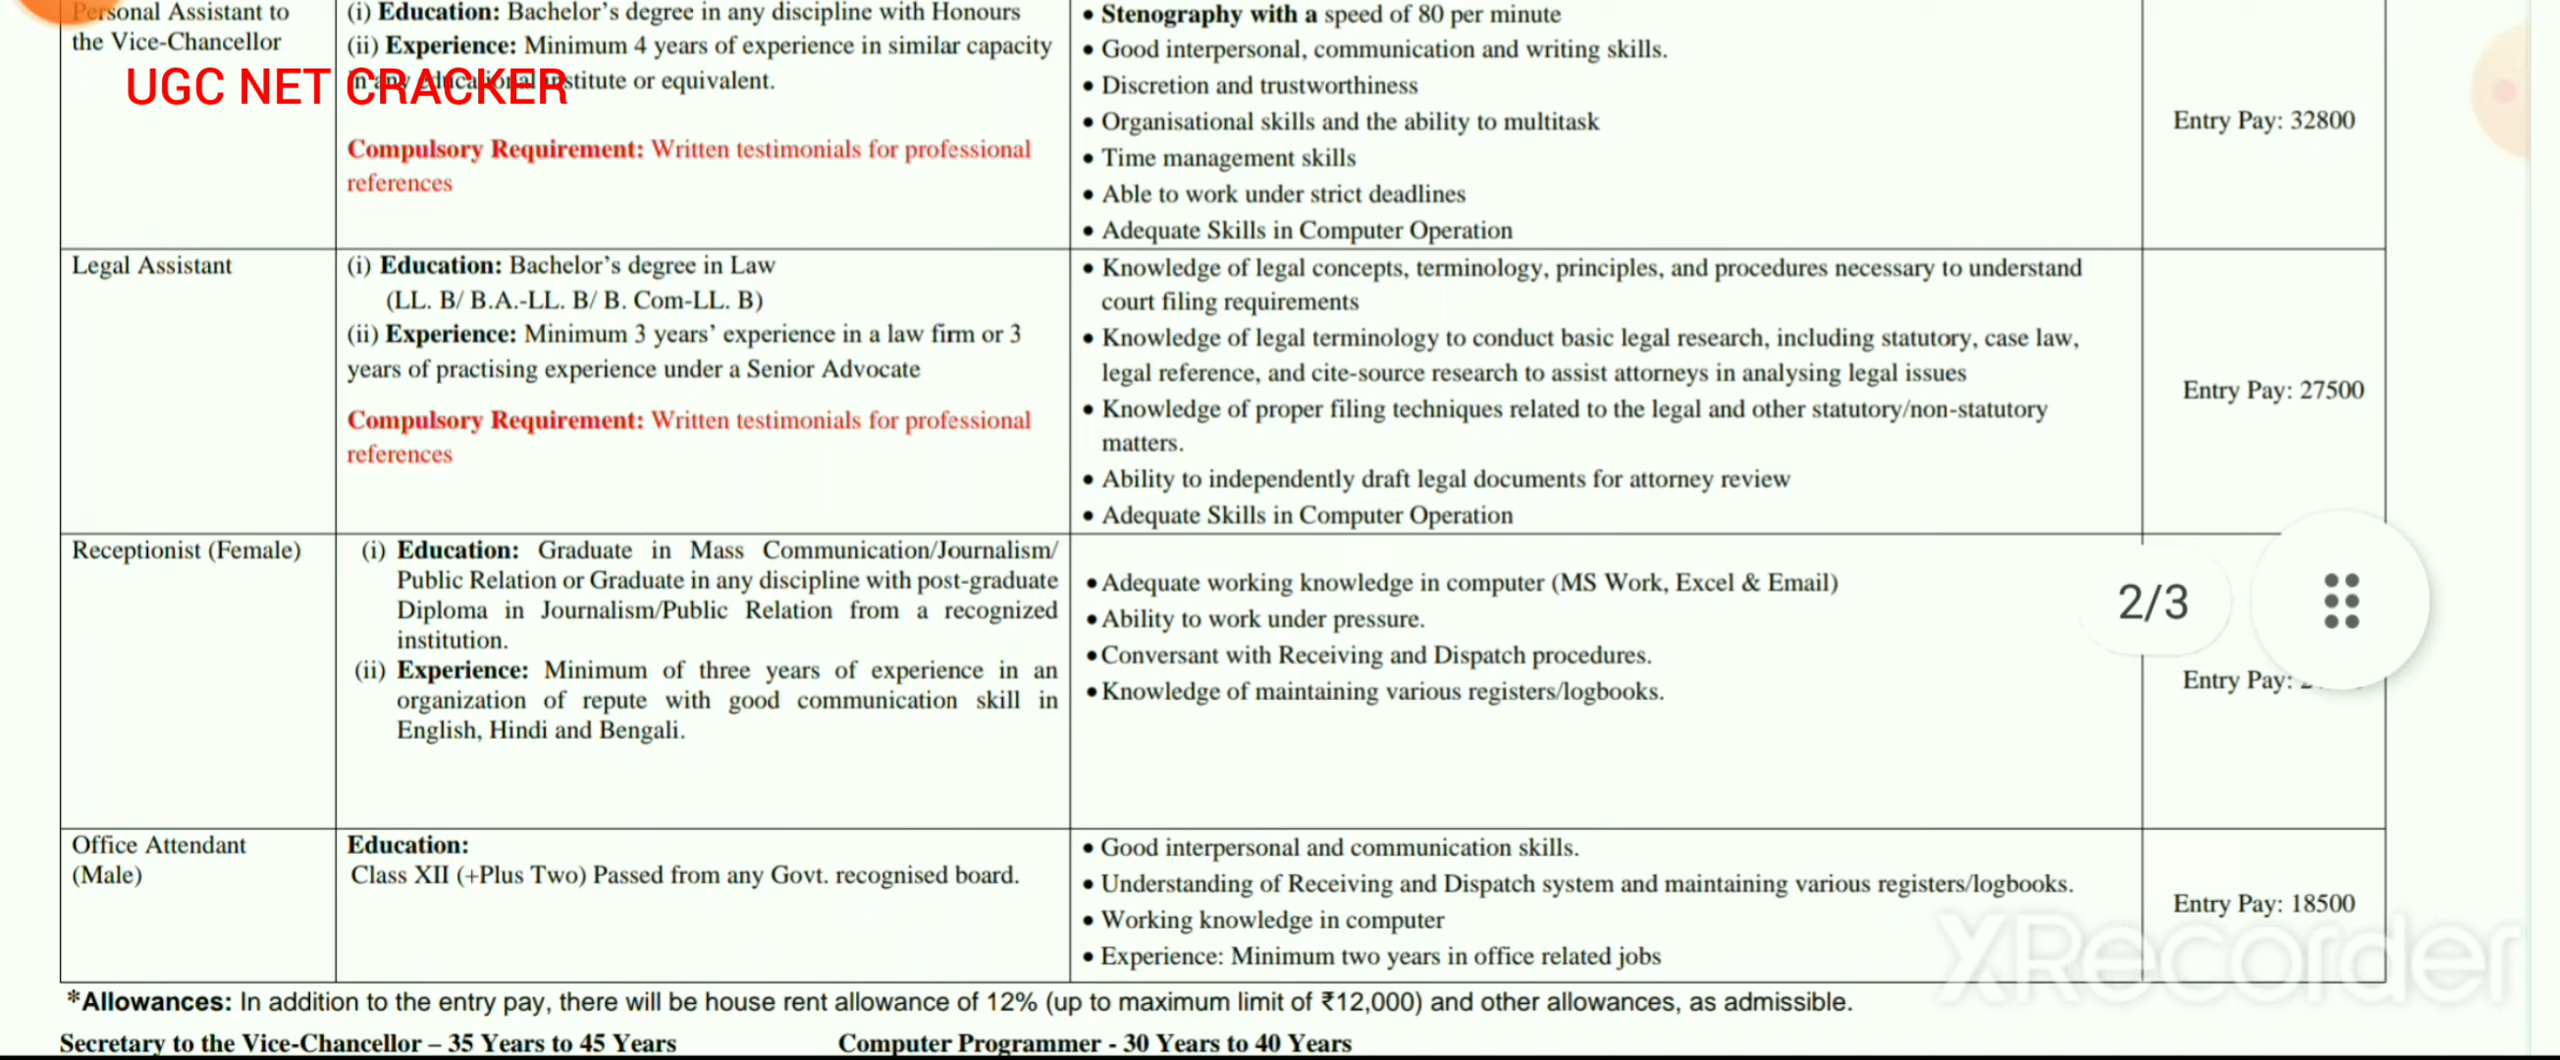 Personal Assistant to
the Vice-Chancellor
UGC NET CRACKER
(i) Education: Bachelor's degree in any discipline with Honours
(ii) Experience: Minimum 4 years of experience in similar capacity
in any educational institute or equivalent.
Compulsory Requirement: Written testimonials for professional
references
• Stenography with a speed of 80 per minute
• Good interpersonal, communication and writing skills.
• Discretion and trustworthiness
• Organisational skills and the ability to multitask
• Time management skills
• Able to work under strict deadlines
• Adequate Skills in Computer Operation
Entry Pay: 32800
Legal Assistant
(i) Education: Bachelor's degree in Law
(LL. B/ B.A.-LL. B/ B. Com-LL. B)
(ii) Experience: Minimum 3 years' experience in a law firm or 3
years of practising experience under a Senior Advocate
Compulsory Requirement: Written testimonials for professional
references
• Knowledge of legal concepts, terminology, principles, and procedures necessary to understand
court filing requirements
• Knowledge of legal terminology to conduct basic legal research, including statutory, case law,
legal reference, and cite-source research to assist attorneys in analysing legal issues
• Knowledge of proper filing techniques related to the legal and other statutory/non-statutory
matters.
• Ability to independently draft legal documents for attorney review
• Adequate Skills in Computer Operation
Entry Pay: 27500
Receptionist (Female)
(i) Education: Graduate in Mass Communication/Journalism/
Public Relation or Graduate in any discipline with post-graduate
Diploma in Journalism/Public Relation from a recognized
institution.
(ii) Experience: Minimum of three years of experience in an
organization of repute with good communication skill in
English, Hindi and Bengali.
• Adequate working knowledge in computer (MS Work, Excel & Email)
• Ability to work under pressure.
• Conversant with Receiving and Dispatch procedures.
• Knowledge of maintaining various registers/logbooks.
2/3
Entry Pay:
Office Attendant
(Male)
Education:
Class XII (+Plus Two) Passed from any Govt. recognised board.
• Good interpersonal and communication skills.
• Understanding of Receiving and Dispatch system and maintaining various registers/logbooks.
• Working knowledge in computer
• Experience: Minimum two years in office related jobs
Entry Pay: 18500
XRecorder
*Allowances: In addition to the entry pay, there will be house rent allowance of 12% (up to maximum limit of ₹12,000) and other allowances, as admissible.
Secretary to the Vice-Chancellor – 35 Years to 45 Years
Computer Programmer - 30 Years to 40 Years